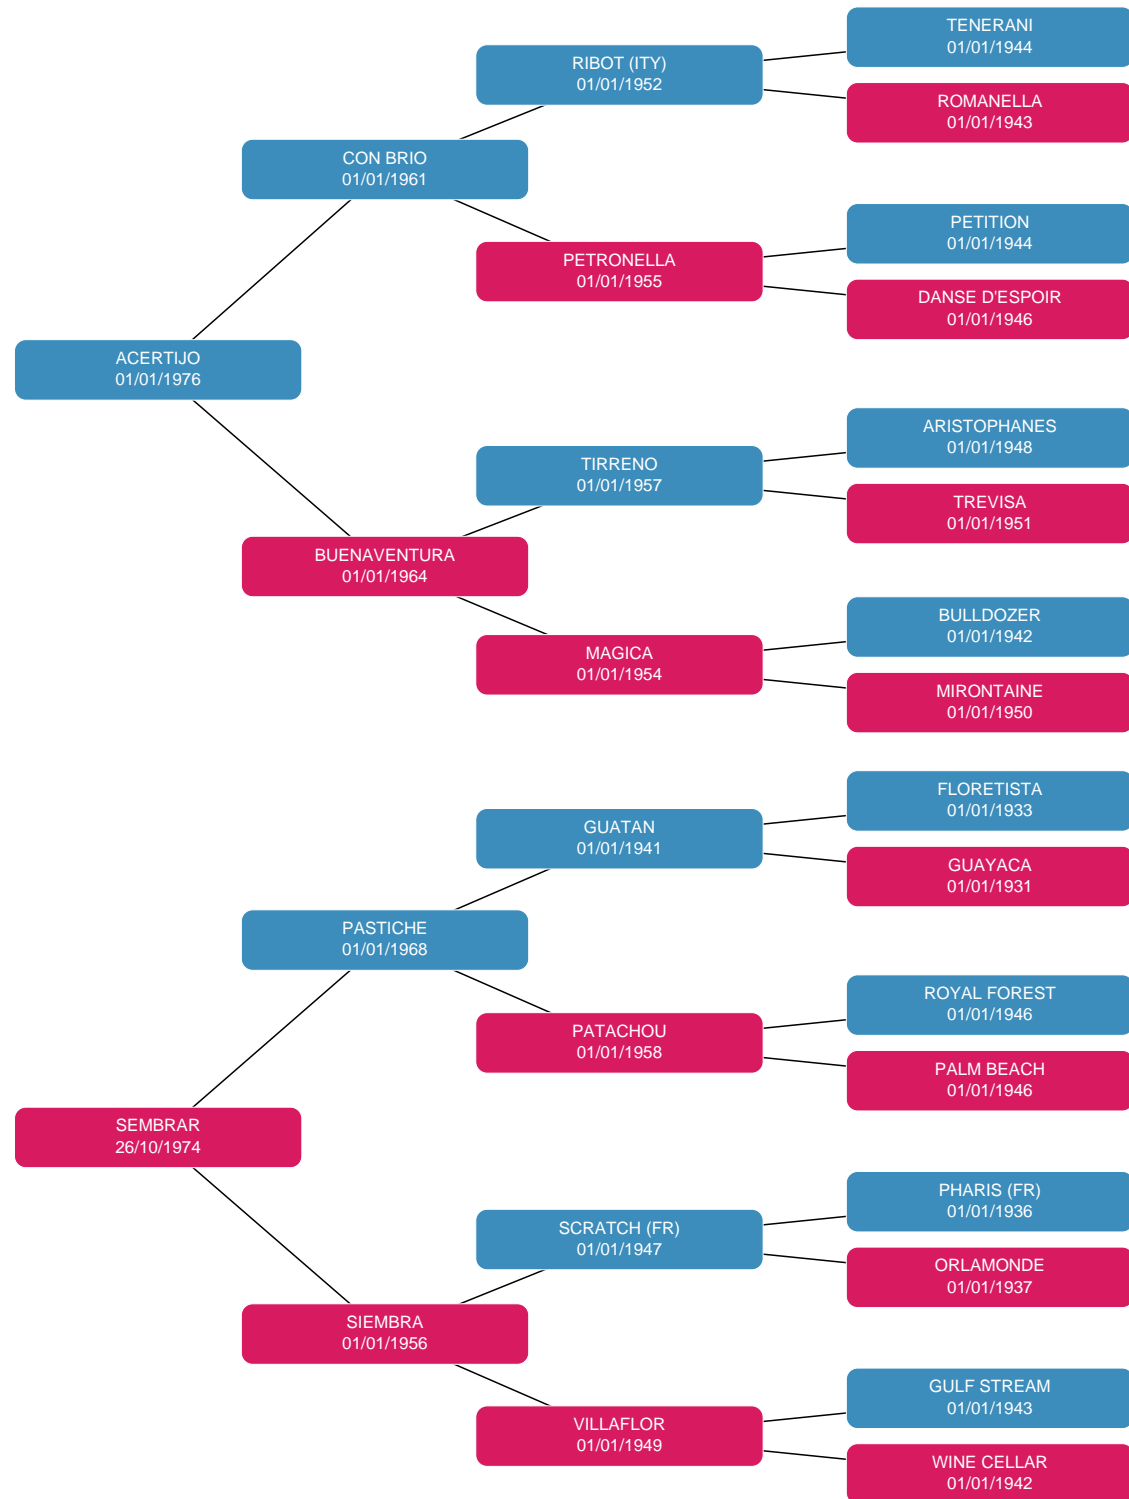 TENERANI
01/01/1944
RIBOT (ITY)
01/01/1952
ROMANELLA
01/01/1943
CON BRIO
01/01/1961
PETITION
01/01/1944
PETRONELLA
01/01/1955
DANSE D'ESPOIR
01/01/1946
ACERTIJO
01/01/1976
ARISTOPHANES
01/01/1948
TIRRENO
01/01/1957
TREVISA
01/01/1951
BUENAVENTURA
01/01/1964
BULLDOZER
01/01/1942
MAGICA
01/01/1954
MIRONTAINE
01/01/1950
FLORETISTA
01/01/1933
GUATAN
01/01/1941
GUAYACA
01/01/1931
PASTICHE
01/01/1968
ROYAL FOREST
01/01/1946
PATACHOU
01/01/1958
PALM BEACH
01/01/1946
SEMBRAR
26/10/1974
PHARIS (FR)
01/01/1936
SCRATCH (FR)
01/01/1947
ORLAMONDE
01/01/1937
SIEMBRA
01/01/1956
GULF STREAM
01/01/1943
VILLAFLOR
01/01/1949
WINE CELLAR
01/01/1942